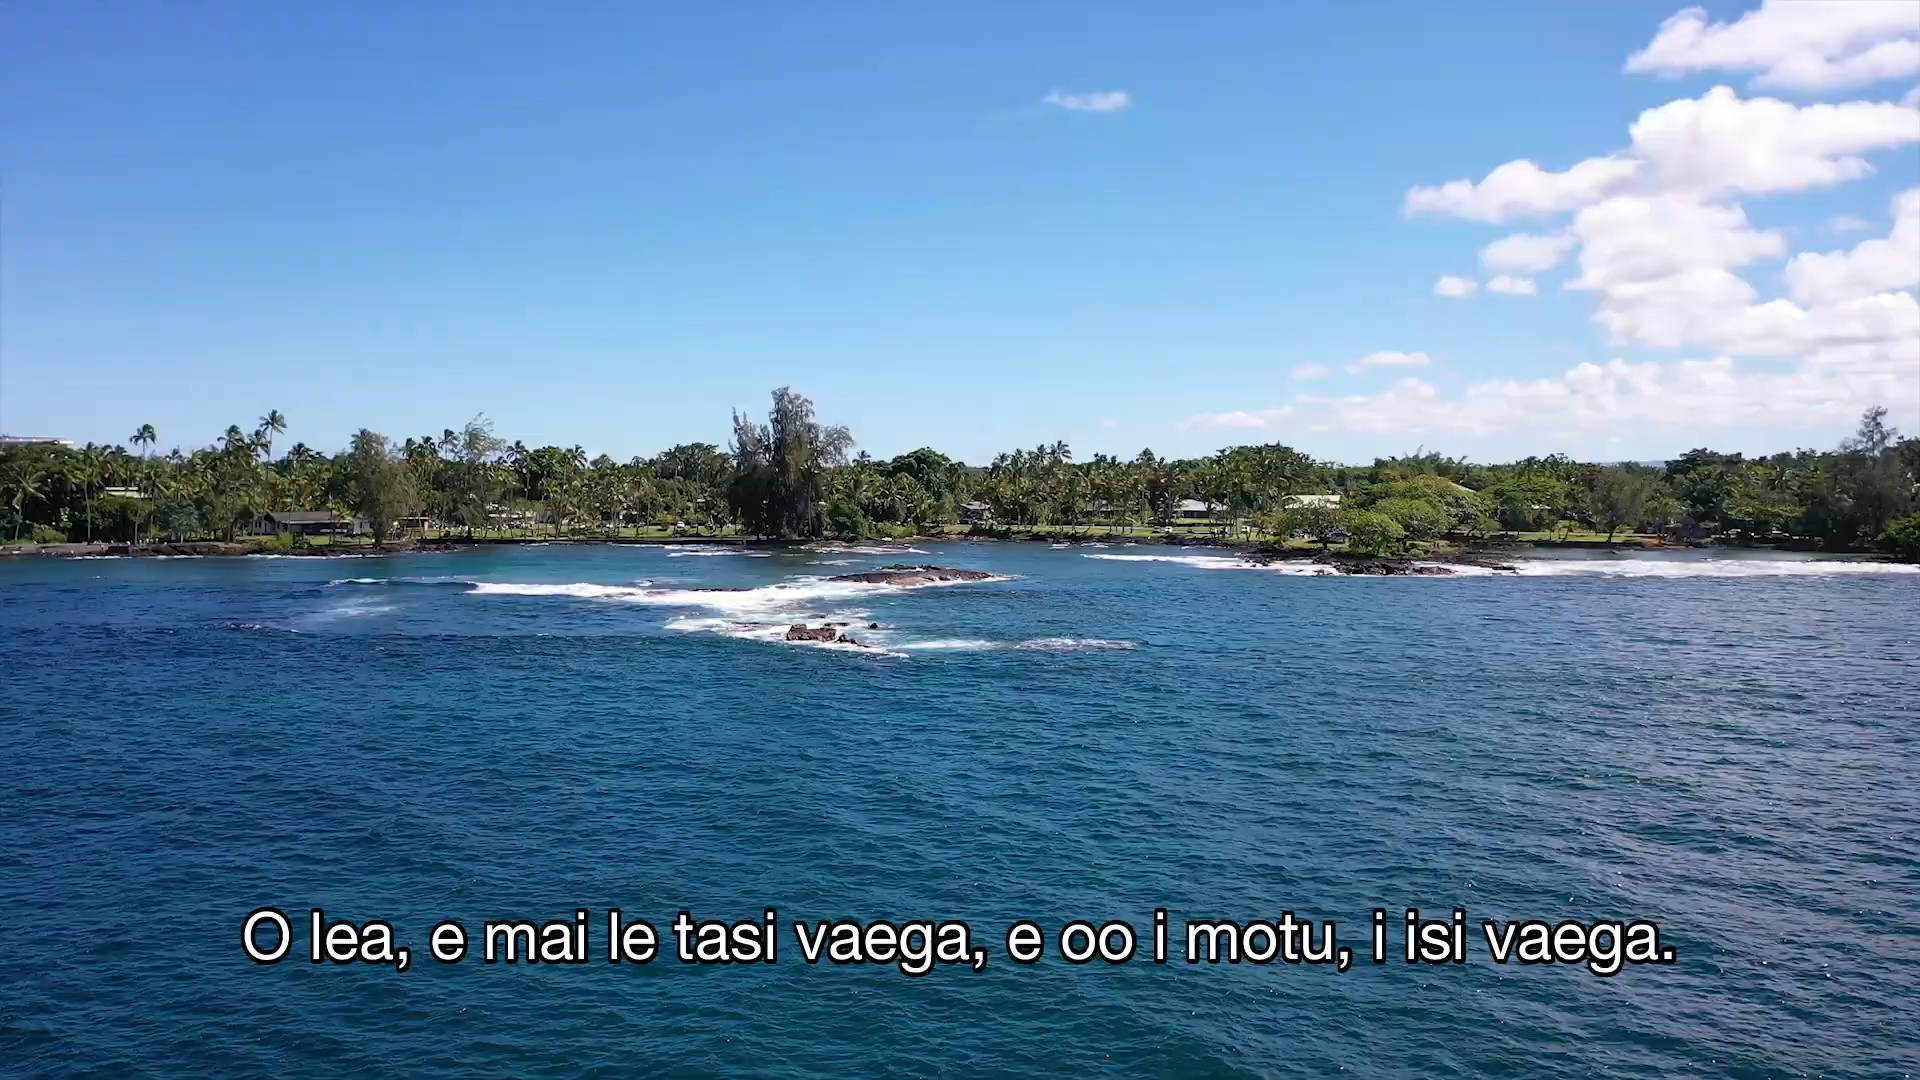 O lea, e mai le tasi vaega, e oo i motu, i isi vaega.